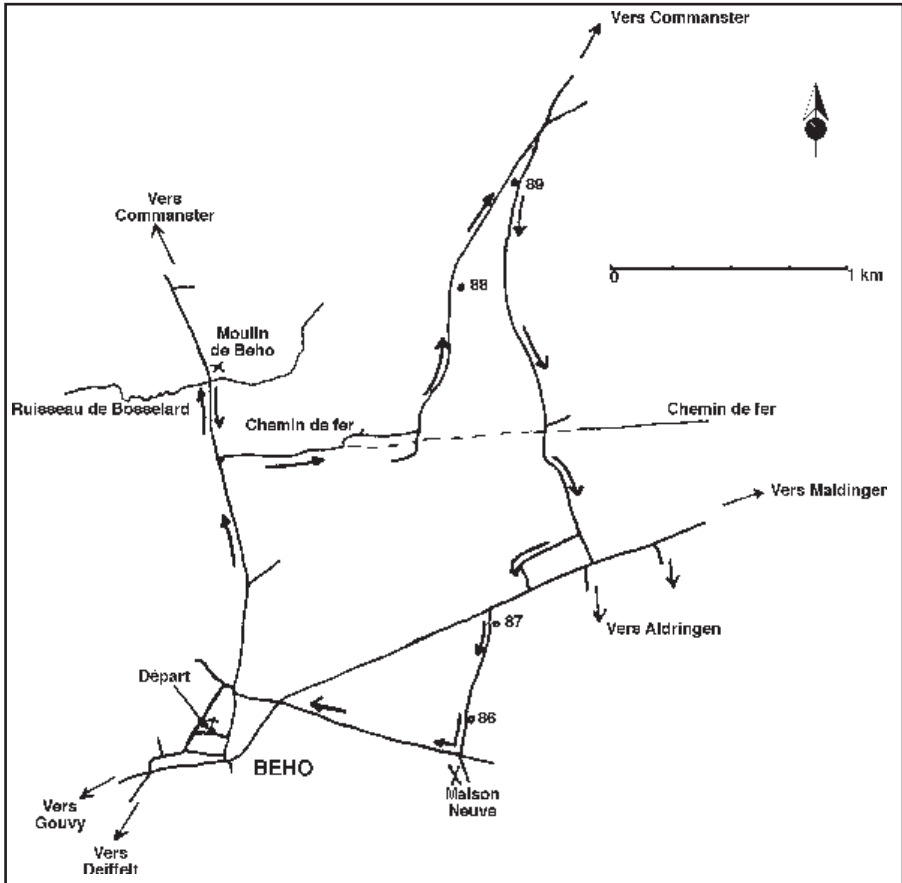 Vers Commanster
89
Vers
Commanster
0
1 km
88
Moulin
de Beho
Ruisseau de Bosselard
Chemin de fer
Chemin de fer
Vers Maldinger
87
Vers Aldringen
Départ
86
BEHO
Maison
Neuve
Vers
Gouvy
Vers
Deiffelt